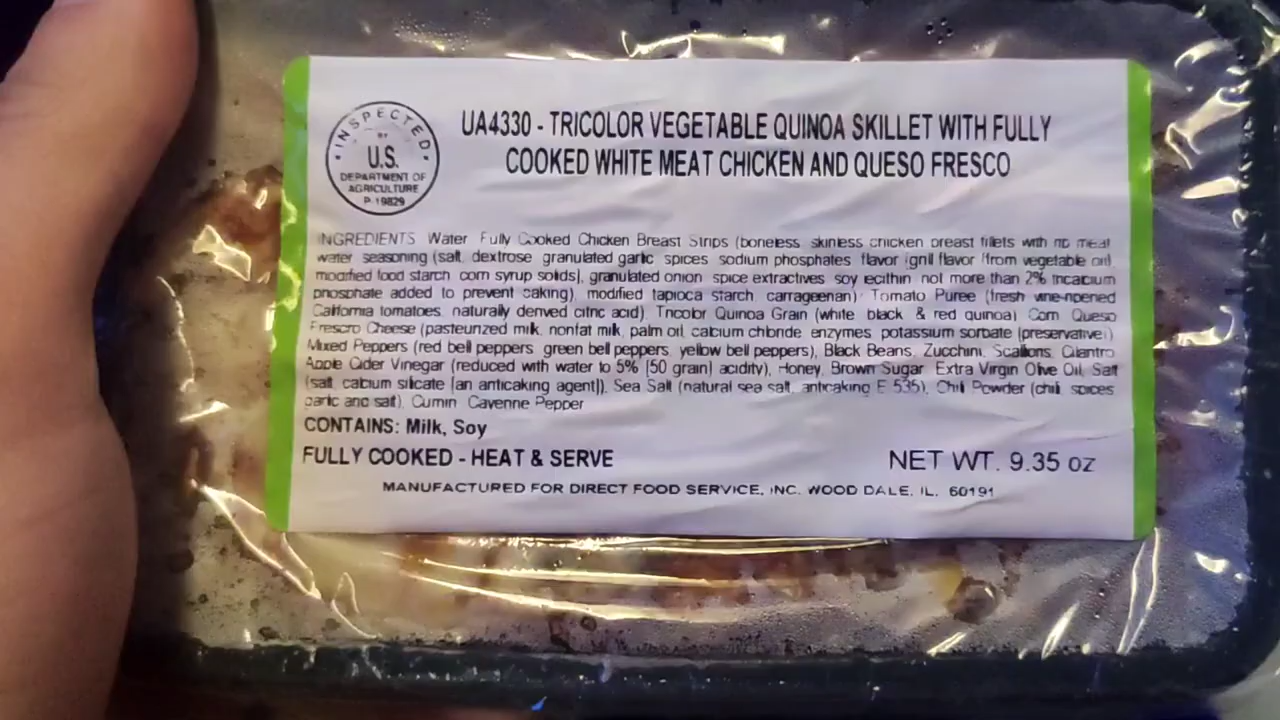 INSPECTED
BY
U.S.
DEPARTMENT OF
AGRICULTURE
P-19829
UA4330 - TRICOLOR VEGETABLE QUINOA SKILLET WITH FULLY
COOKED WHITE MEAT CHICKEN AND QUESO FRESCO
INGREDIENTS Water Fully Cooked Chicken Breast Strips (boneless skinless chicken breast fillets with rib meat
water seasoning (salt, dextrose granulated garlic spices sodium phosphates flavor (grill flavor (from vegetable oil)
modified food starch corn syrup solids), granulated onion spice extractives soy lecithin not more than 2% tricalcium
phosphate added to prevent caking), modified tapioca starch carrageenan) Tomato Puree (fresh vine-ripened
California tomatoes, naturally derived citric acid), Tricolor Quinoa Grain (white black & red quinoa) Corn Queso
Frescro Cheese (pasteurized milk, nonfat milk, palm oil, calcium chloride enzymes, potassium sorbate (preservative))
Mixed Peppers (red bell peppers, green bell peppers, yellow bell peppers), Black Beans, Zucchini, Scallions, Cilantro
Apple Cider Vinegar (reduced with water to 5% [50 grain] acidity), Honey, Brown Sugar, Extra Virgin Olive Oil, Salt
(salt, calcium silicate [an anticaking agent]), Sea Salt (natural sea salt, anticaking E 535), Chili Powder (chili, spices
garlic and salt), Cumin Cayenne Pepper
CONTAINS: Milk, Soy
FULLY COOKED - HEAT & SERVE
NET WT. 9.35 oz
MANUFACTURED FOR DIRECT FOOD SERVICE, INC. WOOD DALE, IL. 60191